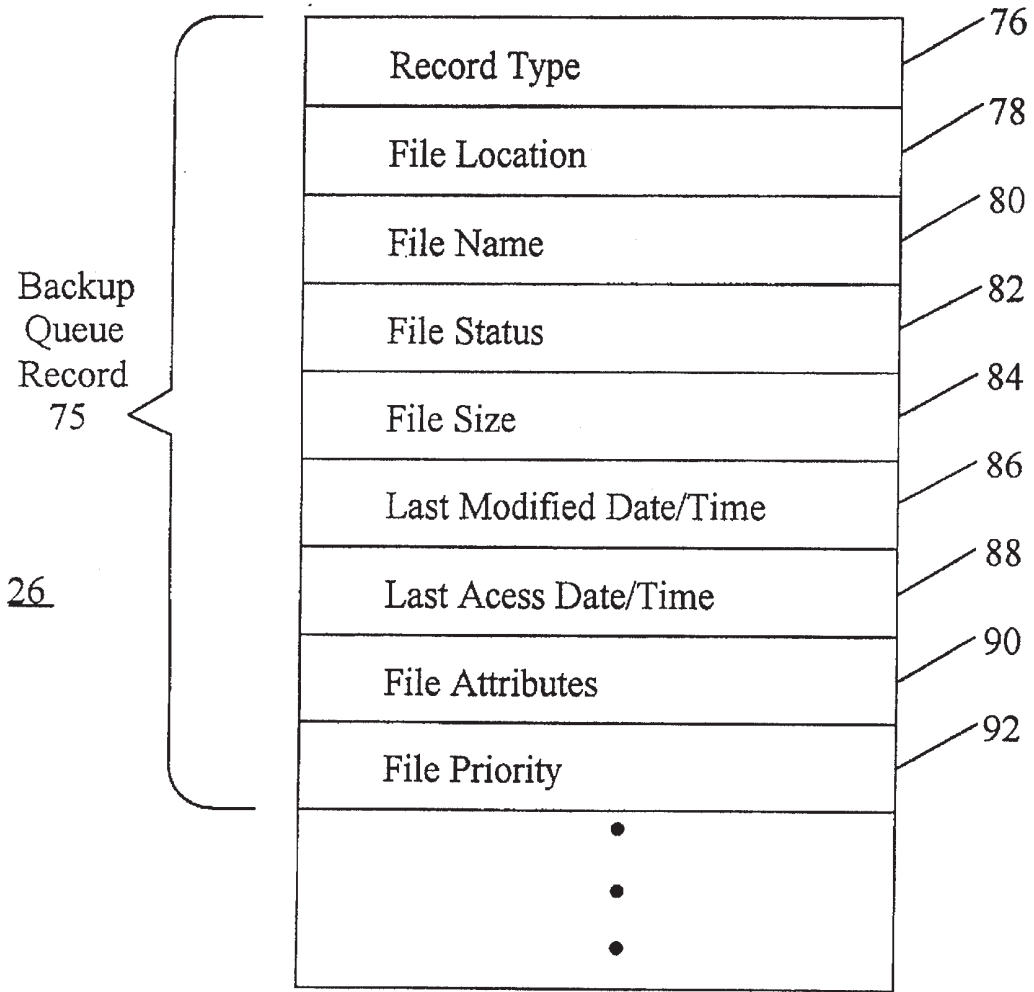 Record Type
76
File Location
78
File Name
80
File Status
82
File Size
84
Last Modified Date/Time
86
Last Acess Date/Time
88
File Attributes
90
File Priority
92
Backup
Queue
Record
75
26